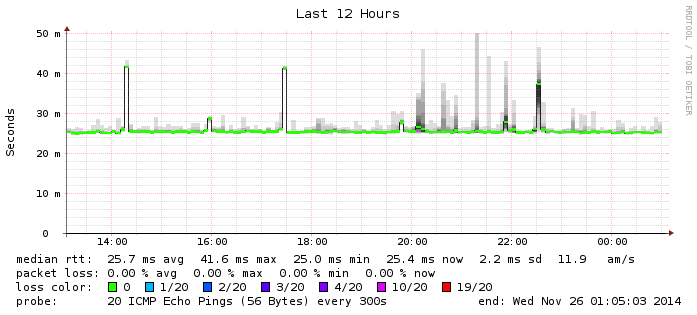 Last 12 Hours
RRDTOOL / TOBI OETIKER
Seconds
50 m
40 m
30 m
20 m
10 m
0
14:00 16:00 18:00 20:00 22:00 00:00
median rtt: 25.7 ms avg 41.6 ms max 25.0 ms min 25.4 ms now 2.2 ms sd 11.9 am/s
packet loss: 0.00 % avg 0.00 % max 0.00 % min 0.00 % now
loss color: 0 1/20 2/20 3/20 4/20 10/20 19/20
probe: 20 ICMP Echo Pings (56 Bytes) every 300s end: Wed Nov 26 01:05:03 2014